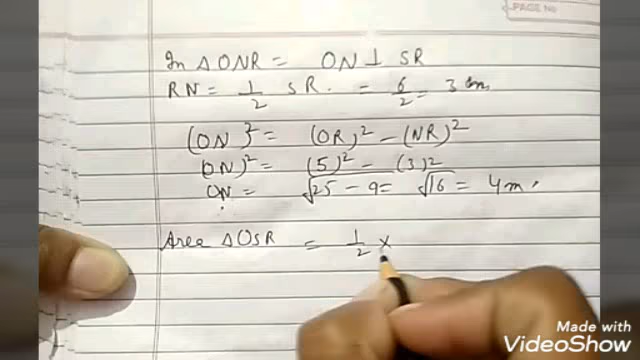 PAGE No
In △ONR = ON ⊥ SR
RN = 1/2 SR. = 6/2 = 3 cm
(ON)² = (OR)² - (NR)²
(ON)² = (5)² - (3)²
ON = √25 - 9 = √16 = 4 m.
Area △OSR = 1/2 ×
Made with
VideoShow